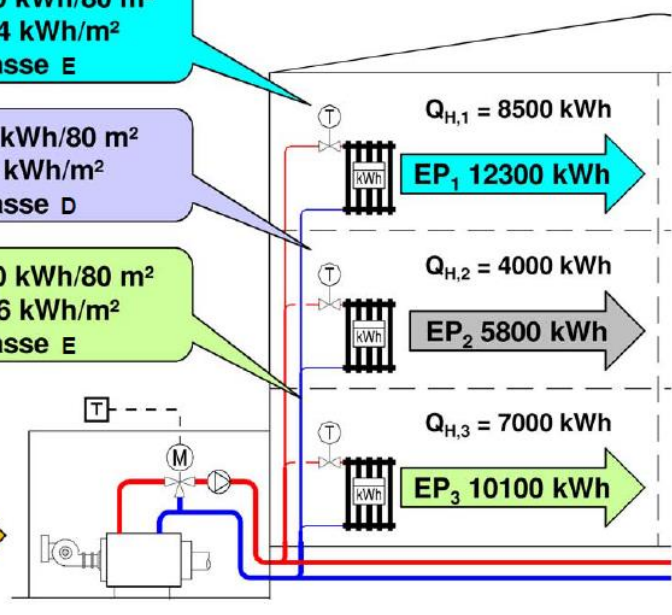 kWh/80 m²
4 kWh/m²
asse E
kWh/80 m²
kWh/m²
asse D
0 kWh/80 m²
6 kWh/m²
asse E
T
Q_H,1 = 8500 kWh
kWh
EP₁ 12300 kWh
T
Q_H,2 = 4000 kWh
kWh
EP₂ 5800 kWh
T
Q_H,3 = 7000 kWh
kWh
EP₃ 10100 kWh
T
M